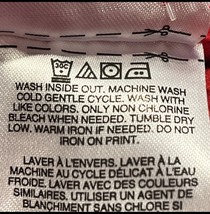 WASH INSIDE OUT. MACHINE WASH
COLD GENTLE CYCLE. WASH WITH
LIKE COLORS. ONLY NON CHLORINE
BLEACH WHEN NEEDED. TUMBLE DRY
LOW. WARM IRON IF NEEDED. DO NOT
IRON ON PRINT.
LAVER À L'ENVERS. LAVER À LA
MACHINE AU CYCLE DÉLICAT À L'EAU
FROIDE. LAVER AVEC DES COULEURS
SIMILAIRES. UTILISER UN AGENT DE
BLANCHIMENT SANS CHLORE SI